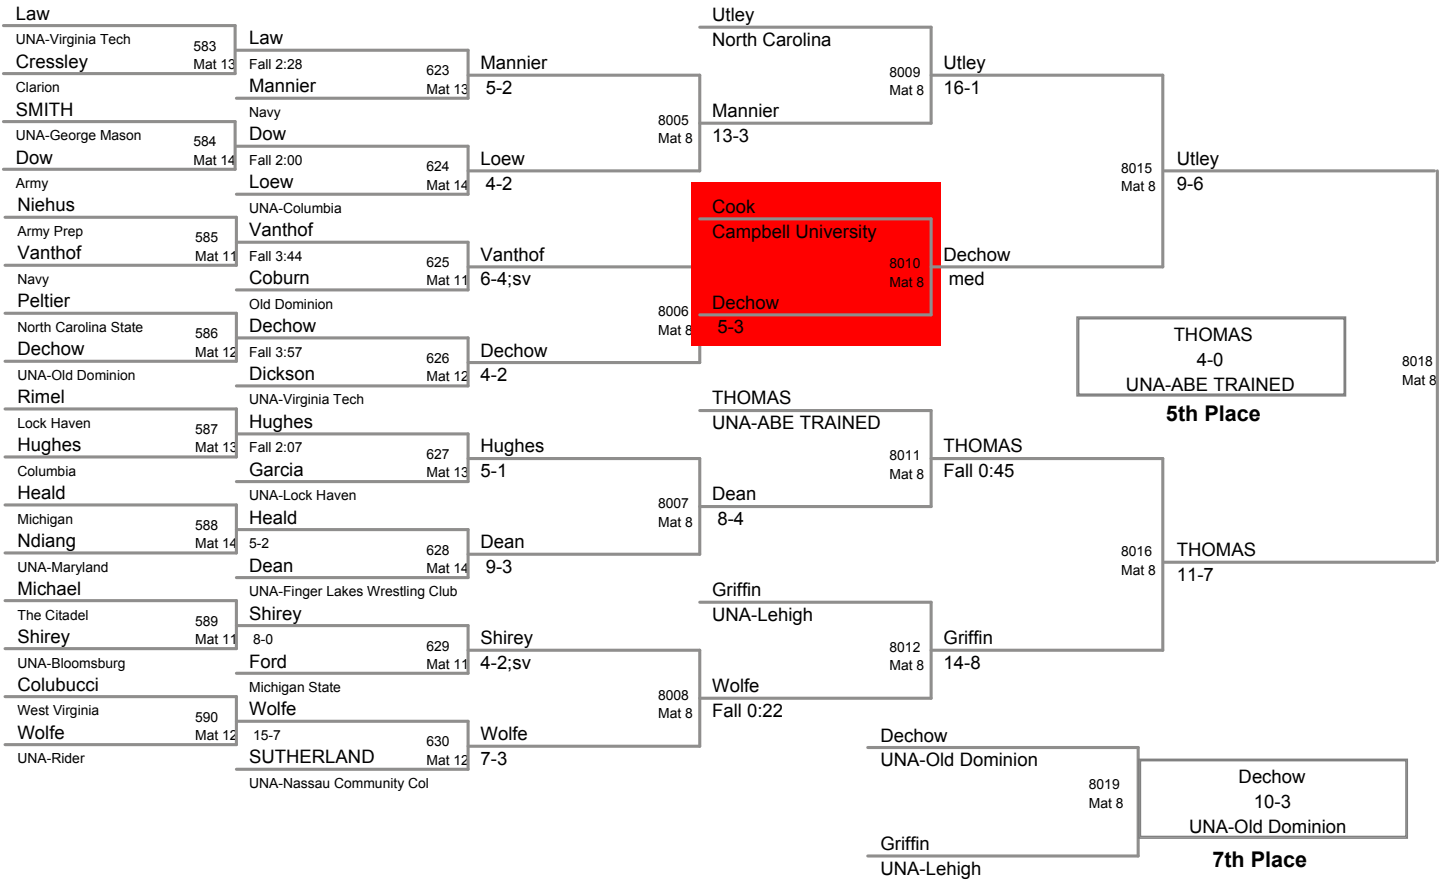 Law
UNA-Virginia Tech
583
Cressley
Mat 13
Clarion
SMITH
UNA-George Mason
584
Dow
Mat 14
Army
Niehus
Army Prep
585
Vanthof
Mat 11
Navy
Peltier
North Carolina State
586
Dechow
Mat 12
UNA-Old Dominion
Rimel
Lock Haven
587
Hughes
Mat 13
Columbia
Heald
Michigan
588
Ndiang
Mat 14
UNA-Maryland
Michael
The Citadel
589
Shirey
Mat 11
UNA-Bloomsburg
Colubucci
West Virginia
590
Wolfe
Mat 12
UNA-Rider
Law
Fall 2:28
623
Mannier
Mat 13
Navy
Dow
Fall 2:00
624
Loew
Mat 14
UNA-Columbia
Vanthof
Fall 3:44
625
Coburn
Mat 11
Old Dominion
Dechow
Fall 3:57
626
Dickson
Mat 12
UNA-Virginia Tech
Hughes
Fall 2:07
627
Garcia
Mat 13
UNA-Lock Haven
Heald
5-2
628
Dean
Mat 14
UNA-Finger Lakes Wrestling Club
Shirey
8-0
629
Ford
Mat 11
Michigan State
Wolfe
15-7
630
SUTHERLAND
Mat 12
UNA-Nassau Community Col
Mannier
5-2
8005
Mat 8
Loew
4-2
Vanthof
6-4;sv
8006
Mat 8
Dechow
4-2
Hughes
5-1
8007
Mat 8
Dean
9-3
Shirey
4-2;sv
8008
Mat 8
Wolfe
7-3
Utley
North Carolina
8009
Mat 8
Mannier
13-3
Cook
Campbell University
8010
Mat 8
Dechow
5-3
THOMAS
UNA-ABE TRAINED
8011
Mat 8
Dean
8-4
Griffin
UNA-Lehigh
8012
Mat 8
Wolfe
Fall 0:22
Utley
16-1
8015
Mat 8
Dechow
med
THOMAS
Fall 0:45
8016
Mat 8
Griffin
14-8
Utley
9-6
8018
Mat 8
THOMAS
11-7
THOMAS
4-0
UNA-ABE TRAINED
5th Place
Dechow
UNA-Old Dominion
8019
Mat 8
Griffin
UNA-Lehigh
Dechow
10-3
UNA-Old Dominion
7th Place